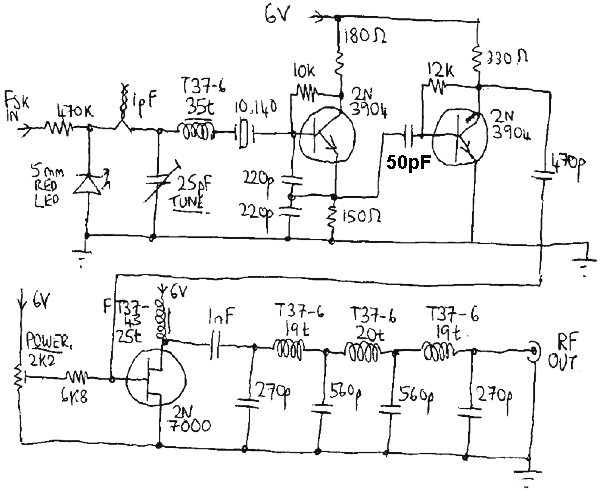 6V
180Ω
330Ω
10K
12K
FSK
IN
470K
1pF
T37-6
35t
10.140
2N
3904
2N
3904
50pF
470p
5mm
RED
LED
25pF
TUNE
220p
220p
150Ω
6V
POWER.
2K2
6K8
FT37-
43
25t
6V
1nF
T37-6
19t
T37-6
20t
T37-6
19t
RF
OUT
2N
7000
270p
560p
560p
270p